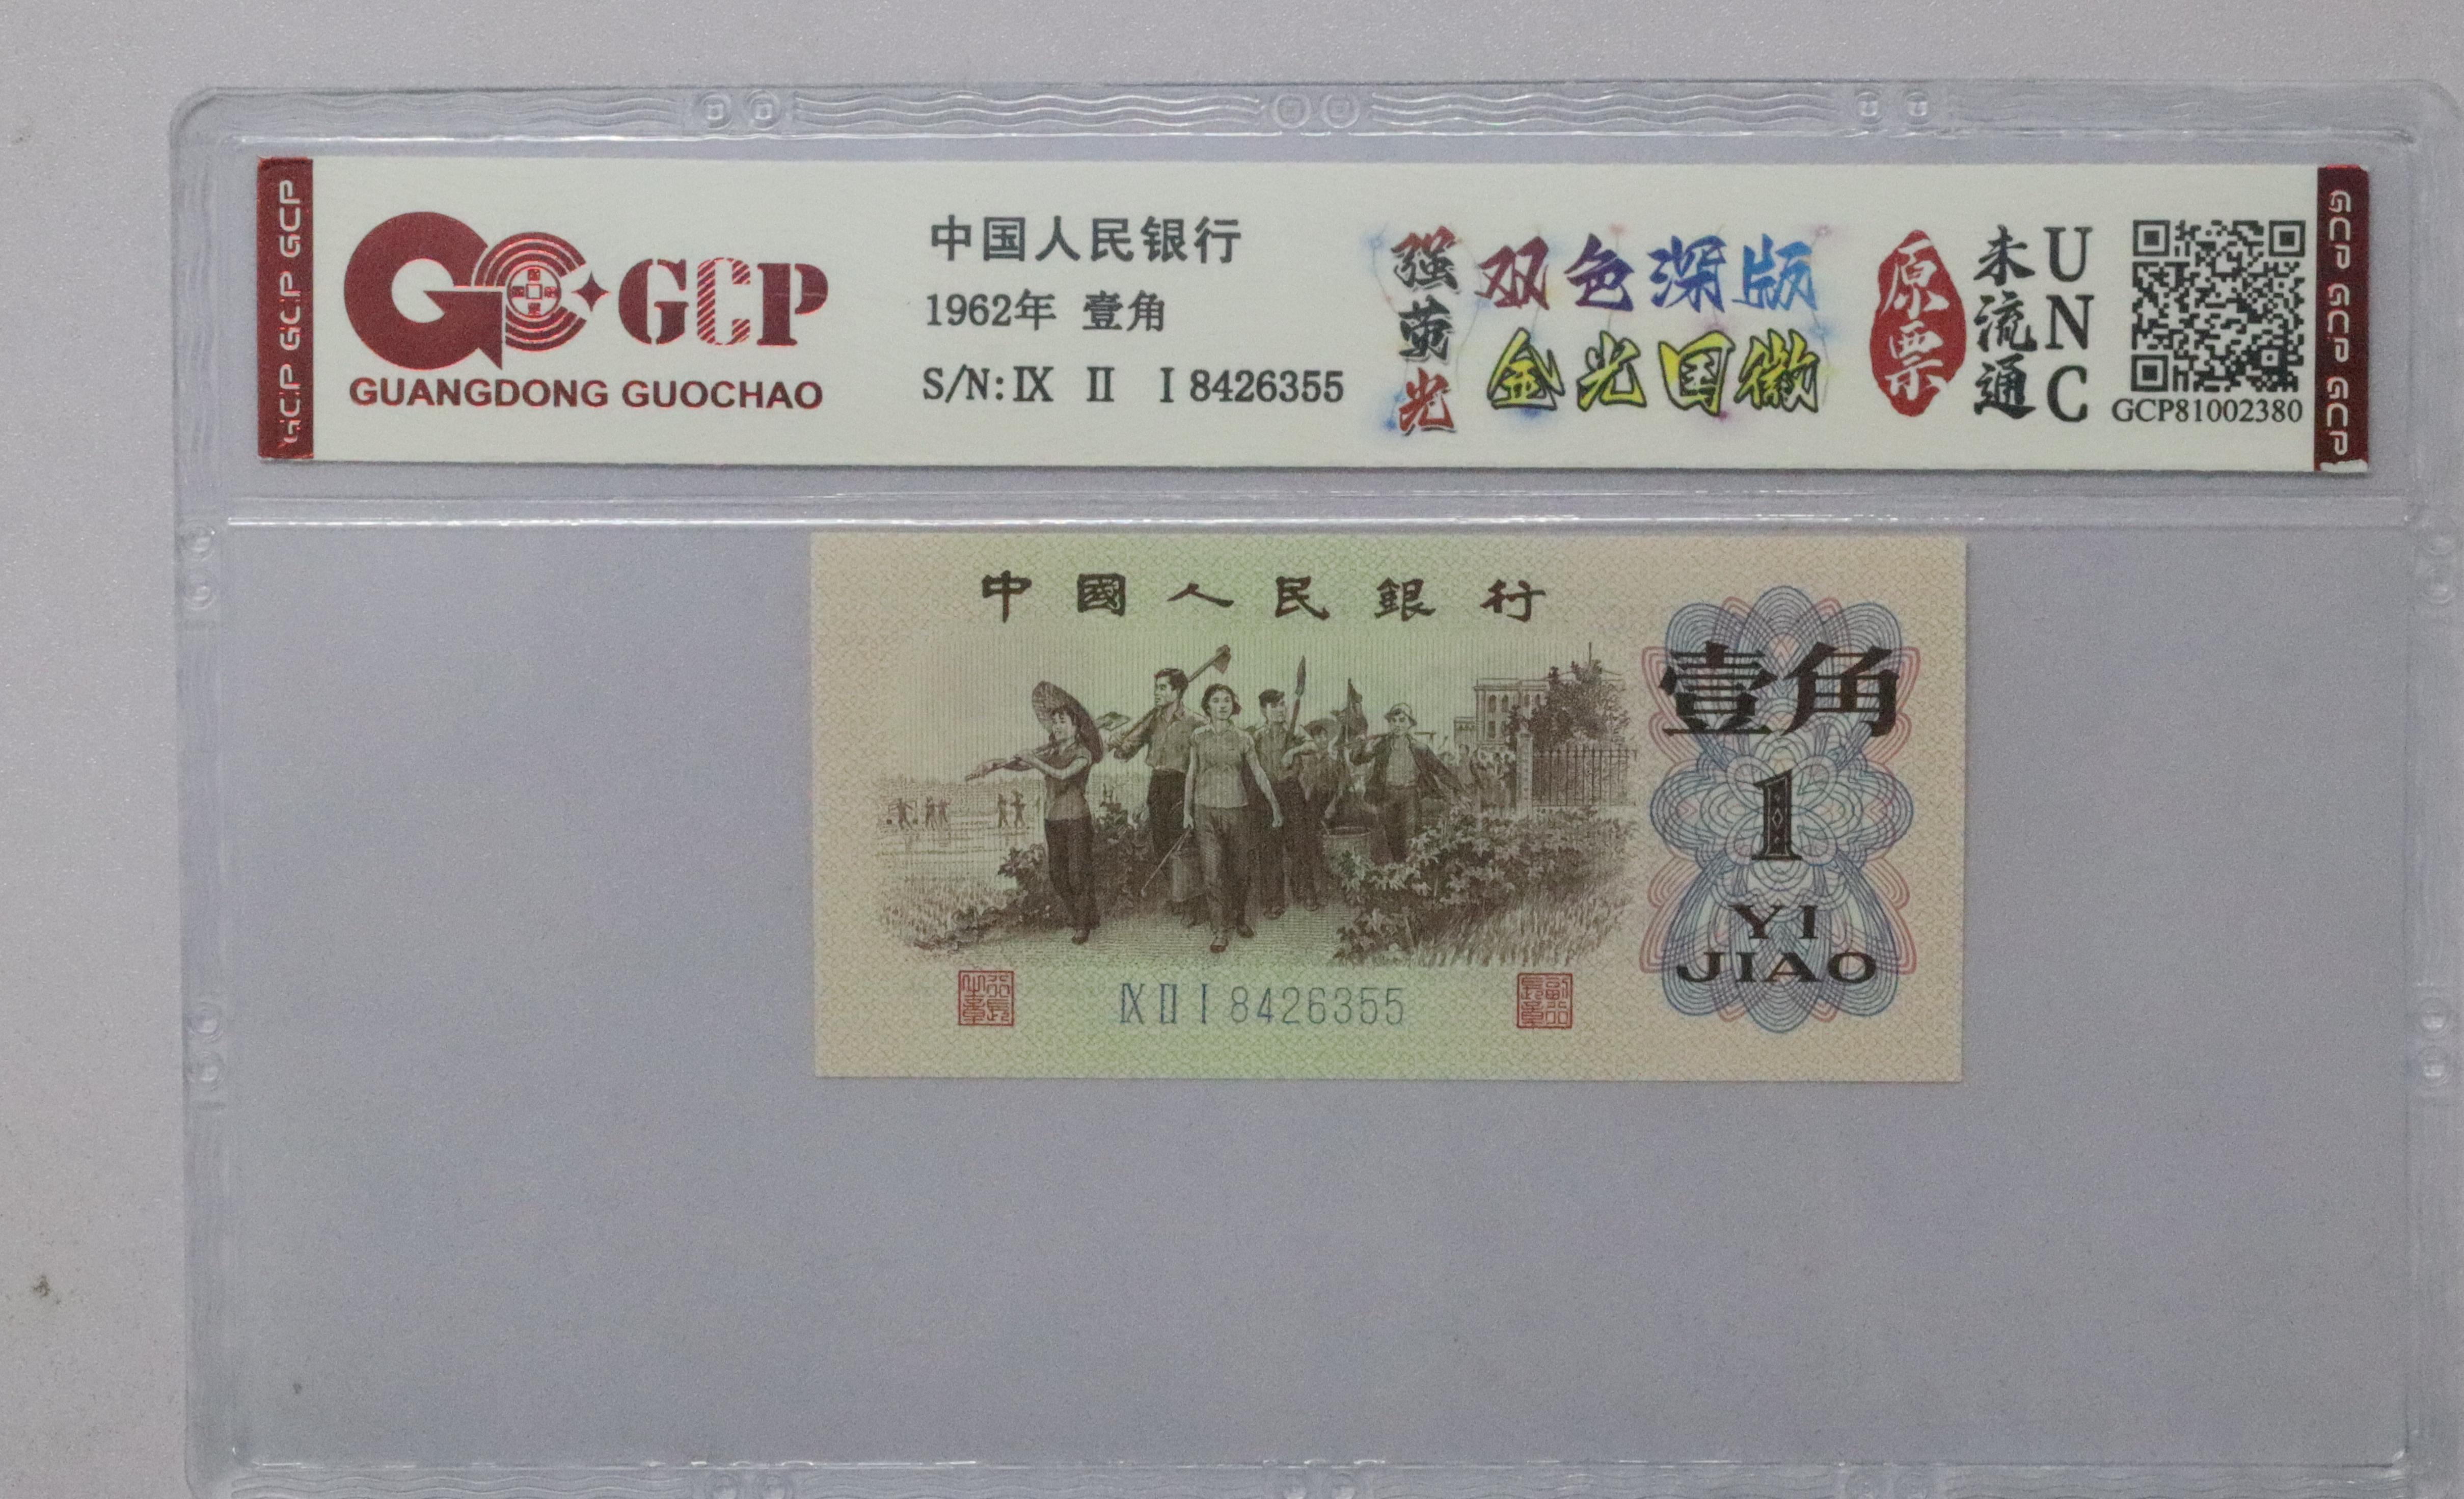 GCP GCP GCP
GCP
GUANGDONG GUOCHAO
中国人民银行
1962年 壹角
S/N: IX II I 8426355
强荧光
双色深版
金光国徽
原票
未流通
UNC
GCP81002380
GCP GCP GCP
中國人民銀行
壹角
1
YI
JIAO
IX II I 8426355